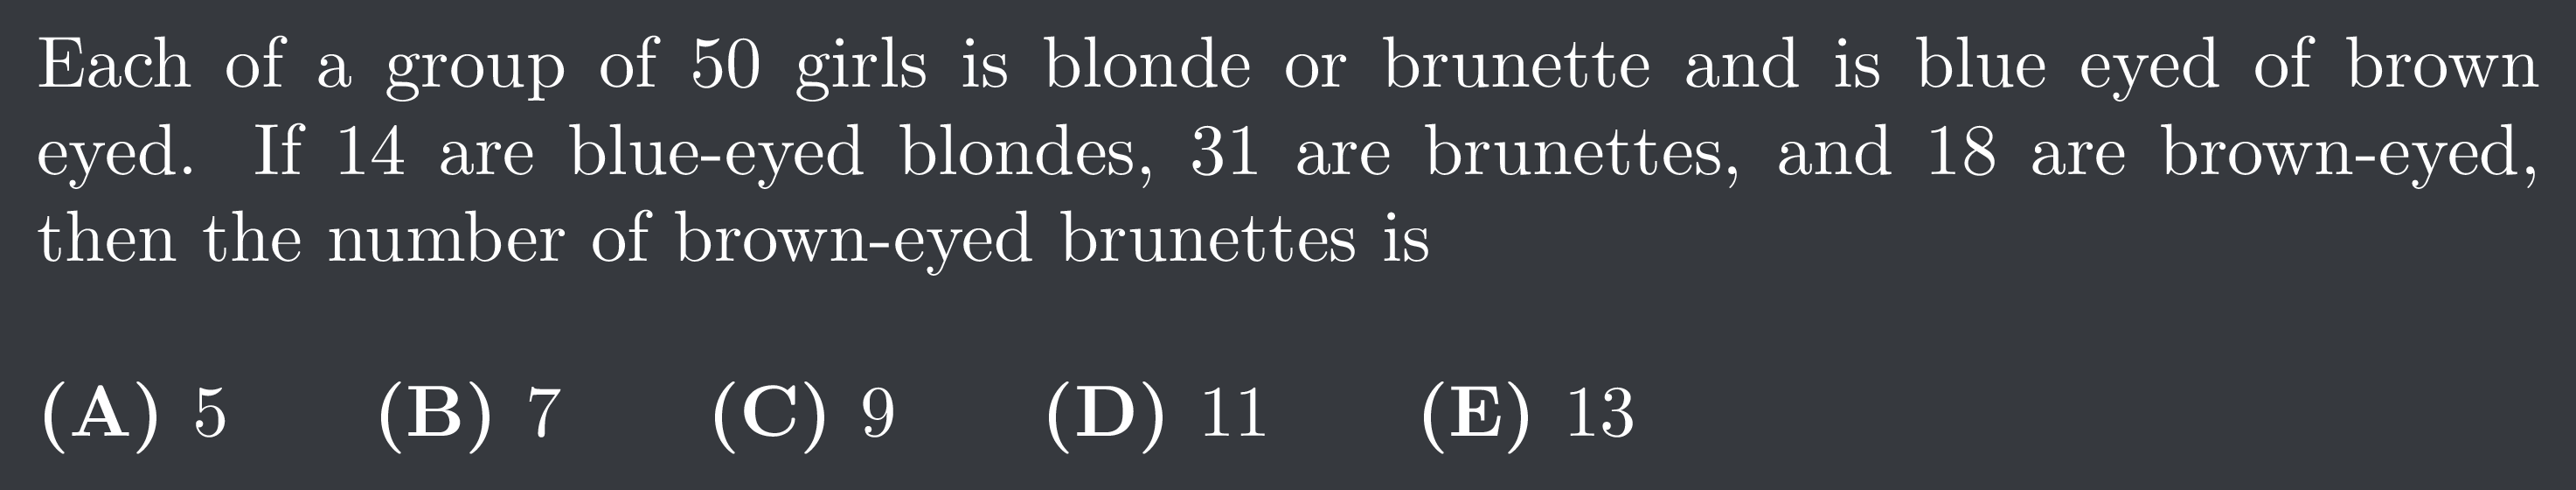 Each of a group of 50 girls is blonde or brunette and is blue eyed of brown
eyed. If 14 are blue-eyed blondes, 31 are brunettes, and 18 are brown-eyed,
then the number of brown-eyed brunettes is
(A) 5 (B) 7 (C) 9 (D) 11 (E) 13